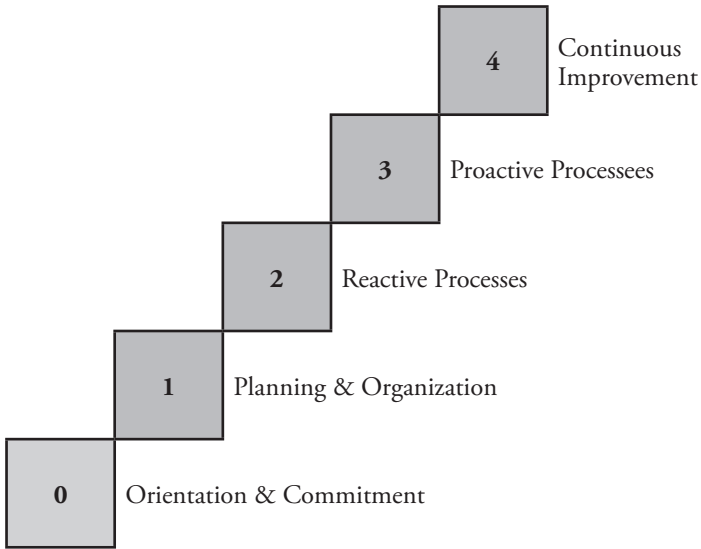 4
Continuous
Improvement
3
Proactive Processees
2
Reactive Processes
1
Planning & Organization
0
Orientation & Commitment